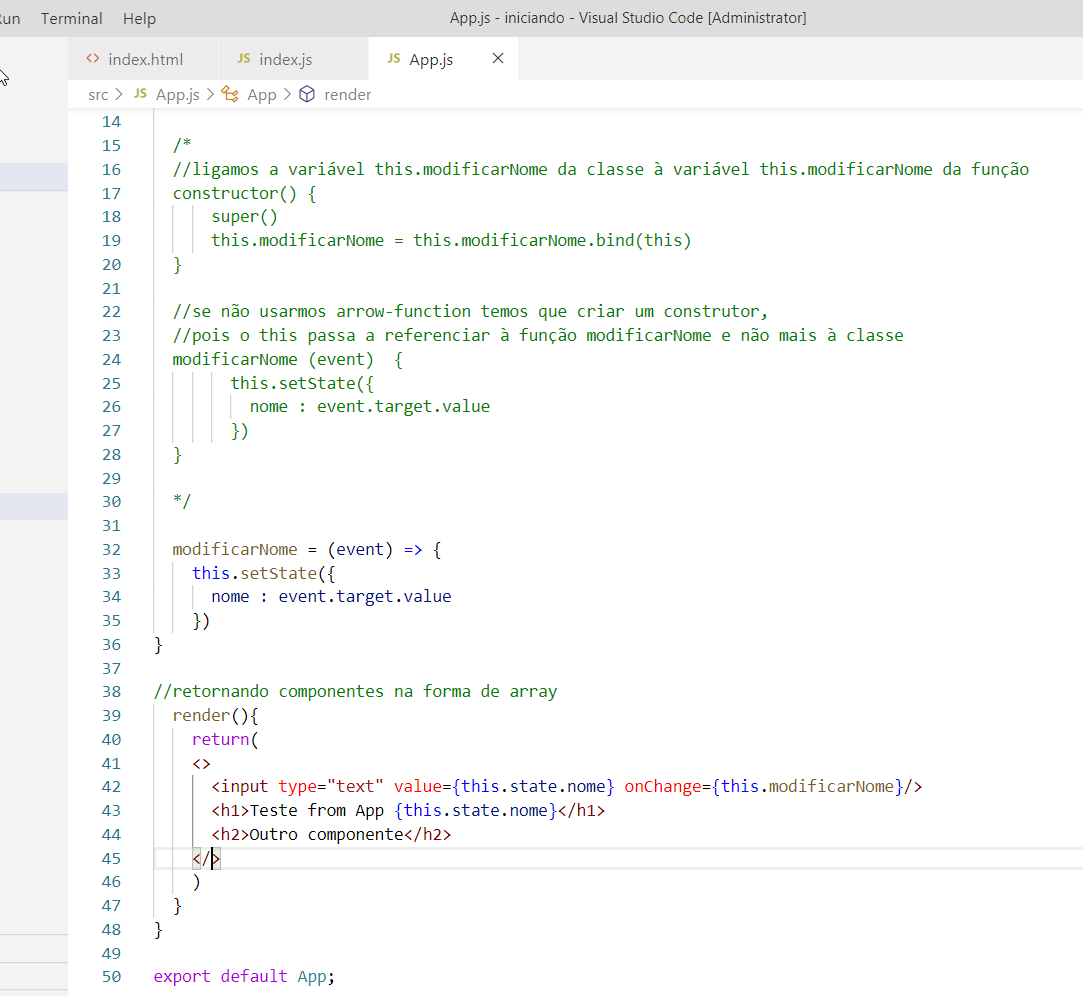 Terminal Help App.js - iniciando - Visual Studio Code [Administrator]
index.html JS index.js JS App.js
src > JS App.js > App > render
14
15 /*
16 //ligamos a variável this.modificarNome da classe à variável this.modificarNome da função
17 constructor() {
18 super()
19 this.modificarNome = this.modificarNome.bind(this)
20 }
21
22 //se não usarmos arrow-function temos que criar um construtor,
23 //pois o this passa a referenciar à função modificarNome e não mais à classe
24 modificarNome (event)  {
25 this.setState({
26 nome : event.target.value
27 })
28 }
29
30 */
31
32 modificarNome = (event) => {
33 this.setState({
34 nome : event.target.value
35 })
36 }
37
38 //retornando componentes na forma de array
39 render(){
40 return(
41 <>
42 <input type="text" value={this.state.nome} onChange={this.modificarNome}/>
43 <h1>Teste from App {this.state.nome}</h1>
44 <h2>Outro componente</h2>
45 </>
46 )
47 }
48 }
49
50 export default App;